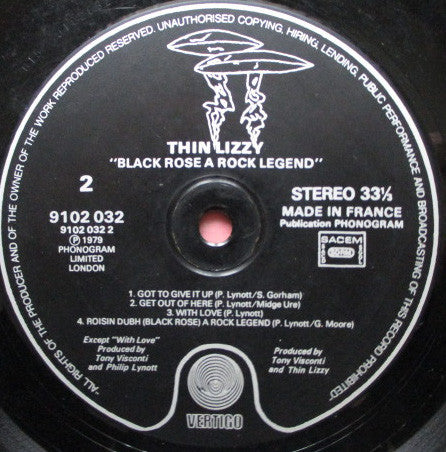 "ALL RIGHTS OF THE PRODUCER AND OF THE OWNER OF THE WORK REPRODUCED RESERVED. UNAUTHORISED COPYING, HIRING, LENDING, PUBLIC PERFORMANCE AND BROADCASTING OF THIS RECORD PROHIBITED"
THIN LIZZY
"BLACK ROSE A ROCK LEGEND"
2
9102 032
9102 032 2
Ⓟ 1979
PHONOGRAM
LIMITED
LONDON
STEREO 33⅓
MADE IN FRANCE
Publication PHONOGRAM
SACEM
1. GOT TO GIVE IT UP (P. Lynott/S. Gorham)
2. GET OUT OF HERE (P. Lynott/Midge Ure)
3. WITH LOVE (P. Lynott)
4. ROISIN DUBH (BLACK ROSE) A ROCK LEGEND (P. Lynott/G. Moore)
Except "With Love"
Produced by
Tony Visconti
and Philip Lynott
Produced by
Tony Visconti
and Thin Lizzy
VERTIGO